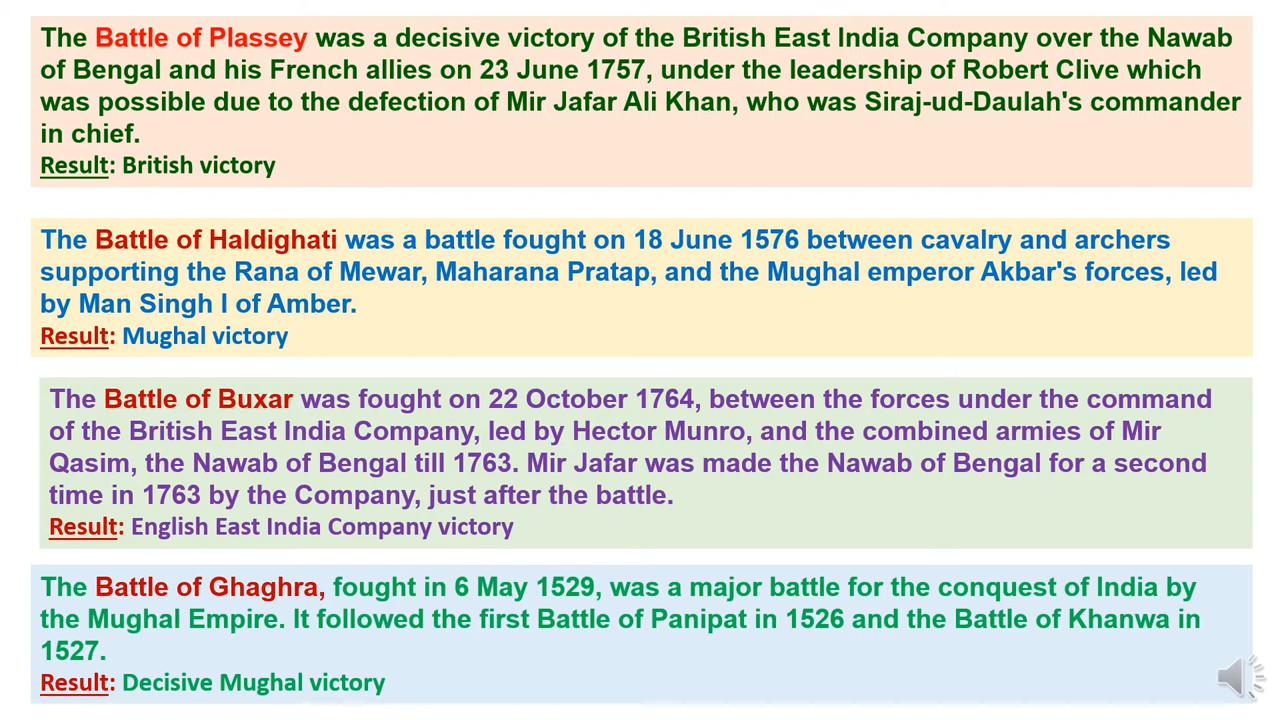 The Battle of Plassey was a decisive victory of the British East India Company over the Nawab
of Bengal and his French allies on 23 June 1757, under the leadership of Robert Clive which
was possible due to the defection of Mir Jafar Ali Khan, who was Siraj-ud-Daulah's commander
in chief.
Result: British victory
The Battle of Haldighati was a battle fought on 18 June 1576 between cavalry and archers
supporting the Rana of Mewar, Maharana Pratap, and the Mughal emperor Akbar's forces, led
by Man Singh I of Amber.
Result: Mughal victory
The Battle of Buxar was fought on 22 October 1764, between the forces under the command
of the British East India Company, led by Hector Munro, and the combined armies of Mir
Qasim, the Nawab of Bengal till 1763. Mir Jafar was made the Nawab of Bengal for a second
time in 1763 by the Company, just after the battle.
Result: English East India Company victory
The Battle of Ghaghra, fought in 6 May 1529, was a major battle for the conquest of India by
the Mughal Empire. It followed the first Battle of Panipat in 1526 and the Battle of Khanwa in
1527.
Result: Decisive Mughal victory